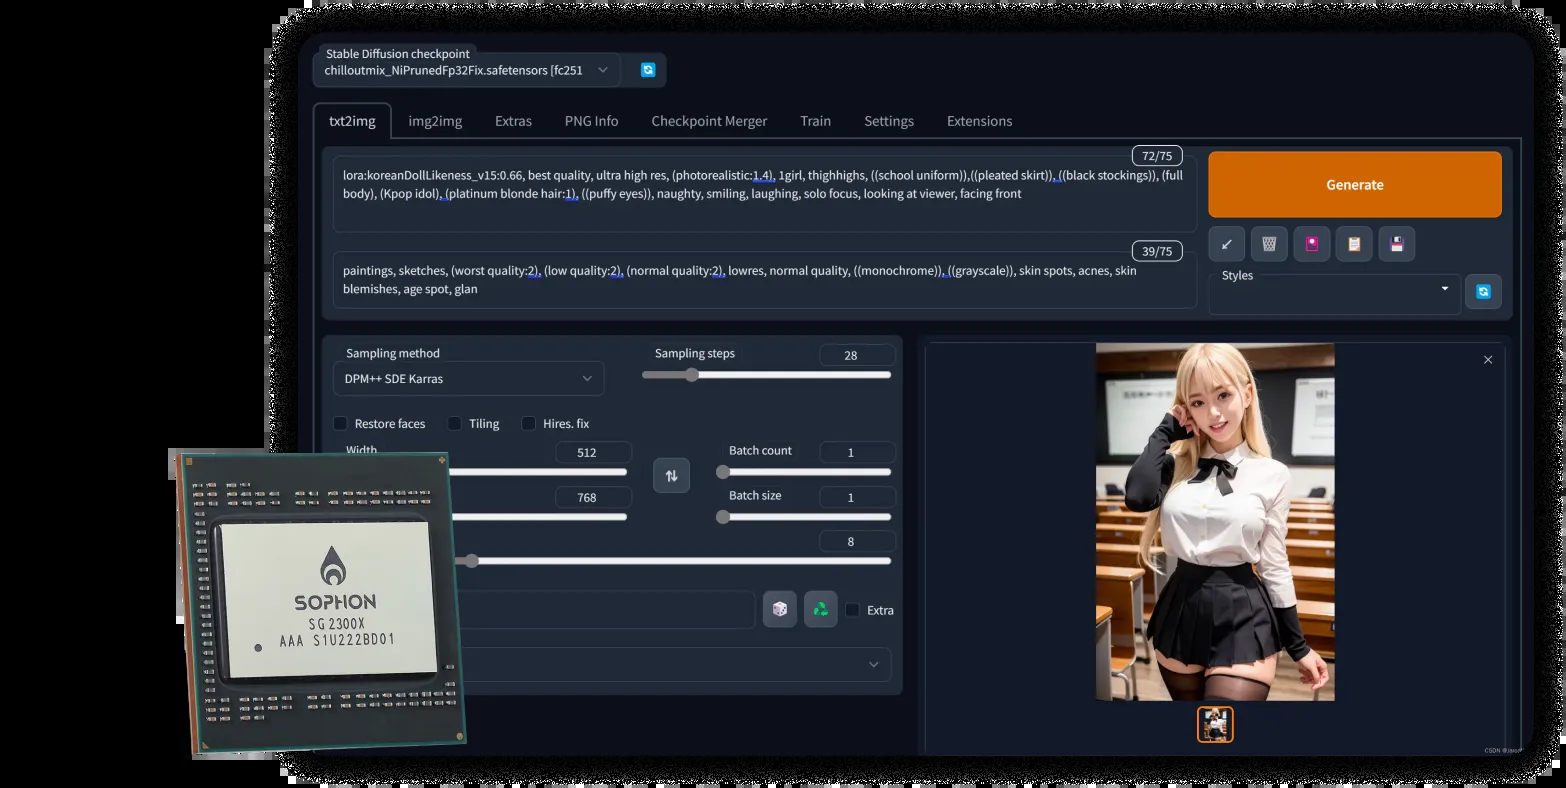 Stable Diffusion checkpoint
chilloutmix_NiPrunedFp32Fix.safetensors [fc251
txt2img
img2img
Extras
PNG Info
Checkpoint Merger
Train
Settings
Extensions
72/75
lora:koreanDollLikeness_v15:0.66, best quality, ultra high res, (photorealistic:1.4), 1girl, thighhighs, ((school uniform)),((pleated skirt)), ((black stockings)), (full
body), (Kpop idol), (platinum blonde hair:1), ((puffy eyes)), naughty, smiling, laughing, solo focus, looking at viewer, facing front
Generate
39/75
paintings, sketches, (worst quality:2), (low quality:2), (normal quality:2), lowres, normal quality, ((monochrome)), ((grayscale)), skin spots, acnes, skin
blemishes, age spot, glan
Styles
Sampling method
DPM++ SDE Karras
Sampling steps
28
Restore faces
Tiling
Hires. fix
Width
512
Batch count
1
768
Batch size
1
8
Extra
SOPHON
SG2300X
AAA S1U222BD01